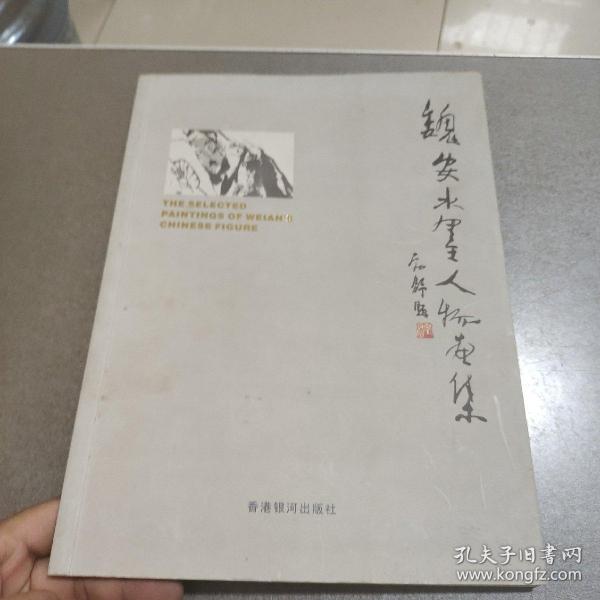 魏安水墨人物画集
THE SELECTED
PAINTINGS OF WEIAN'S
CHINESE FIGURE
香港银河出版社
孔夫子旧书网
www.kongfz.com